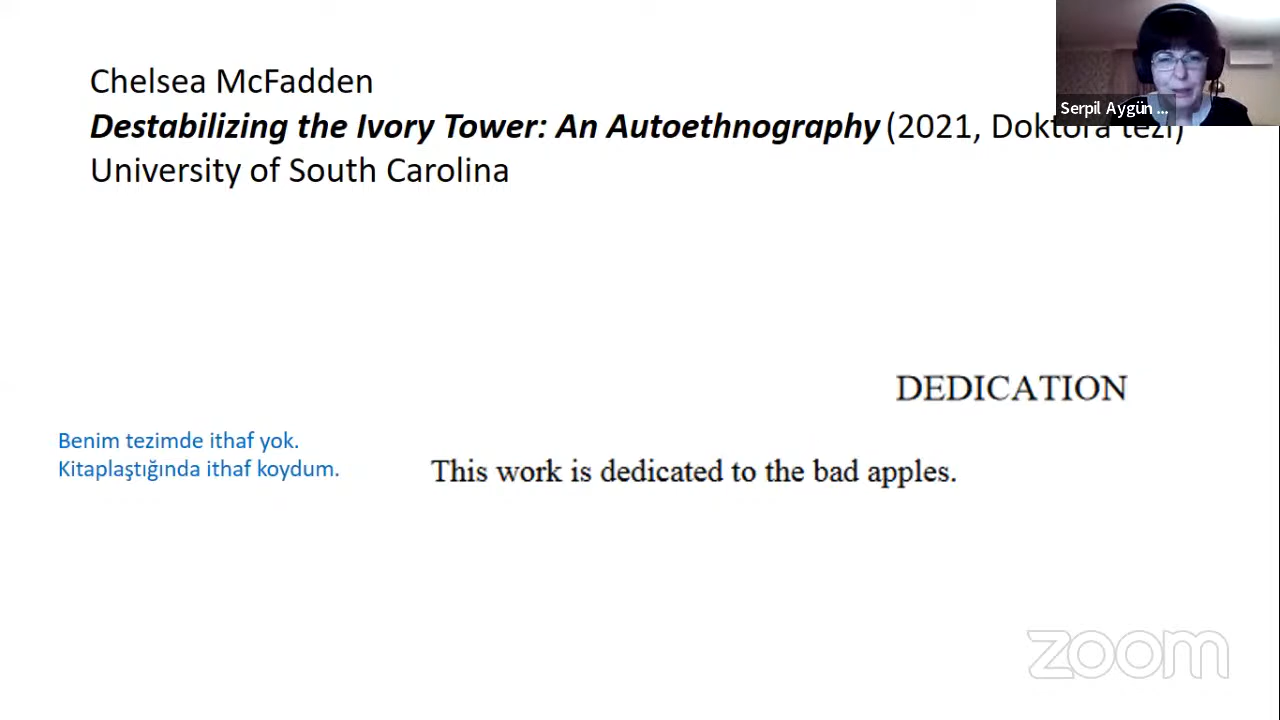 Chelsea McFadden
Serpil Aygün ...
Destabilizing the Ivory Tower: An Autoethnography (2021, Doktora tezi)
University of South Carolina
DEDICATION
Benim tezimde ithaf yok.
Kitaplaştığında ithaf koydum.
This work is dedicated to the bad apples.
zoom